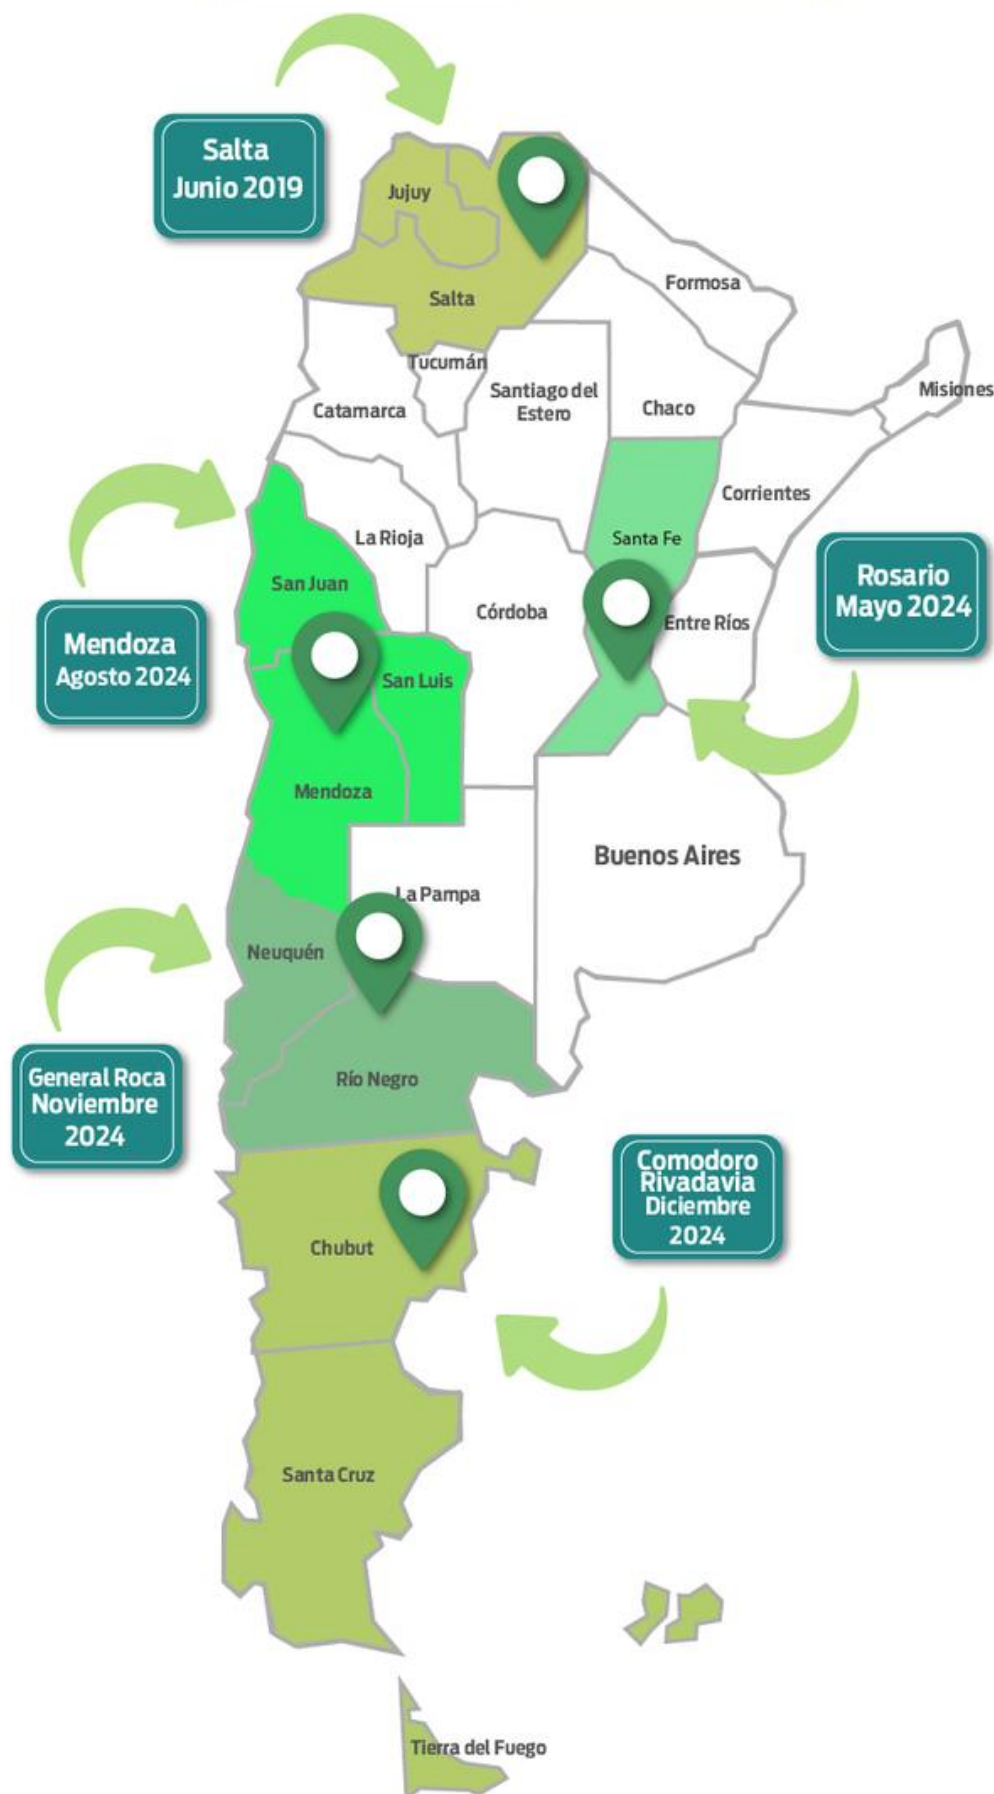 Salta
Junio 2019
Jujuy
Salta
Formosa
Tucumán
Santiago del
Estero
Chaco
Misiones
Catamarca
Corrientes
La Rioja
Santa Fe
San Juan
Córdoba
Entre Ríos
Rosario
Mayo 2024
Mendoza
Agosto 2024
San Luis
Mendoza
Buenos Aires
La Pampa
Neuquén
General Roca
Noviembre
2024
Río Negro
Comodoro
Rivadavia
Diciembre
2024
Chubut
Santa Cruz
Tierra del Fuego